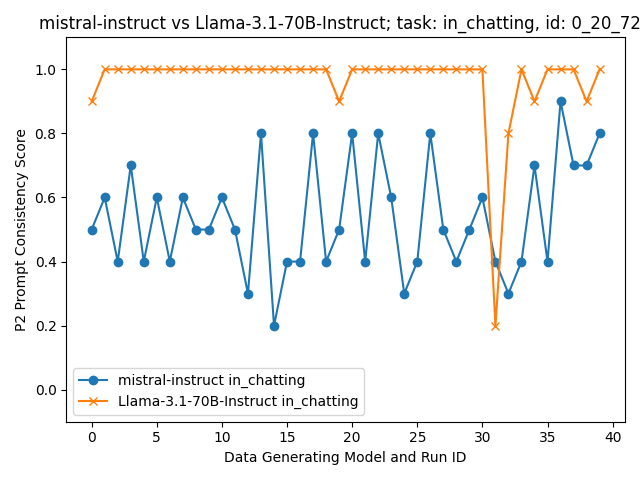 mistral-instruct vs Llama-3.1-70B-Instruct; task: in_chatting, id: 0_20_72
1.0
0.8
0.6
0.4
0.2
0.0
P2 Prompt Consistency Score
mistral-instruct in_chatting
Llama-3.1-70B-Instruct in_chatting
0 5 10 15 20 25 30 35 40
Data Generating Model and Run ID